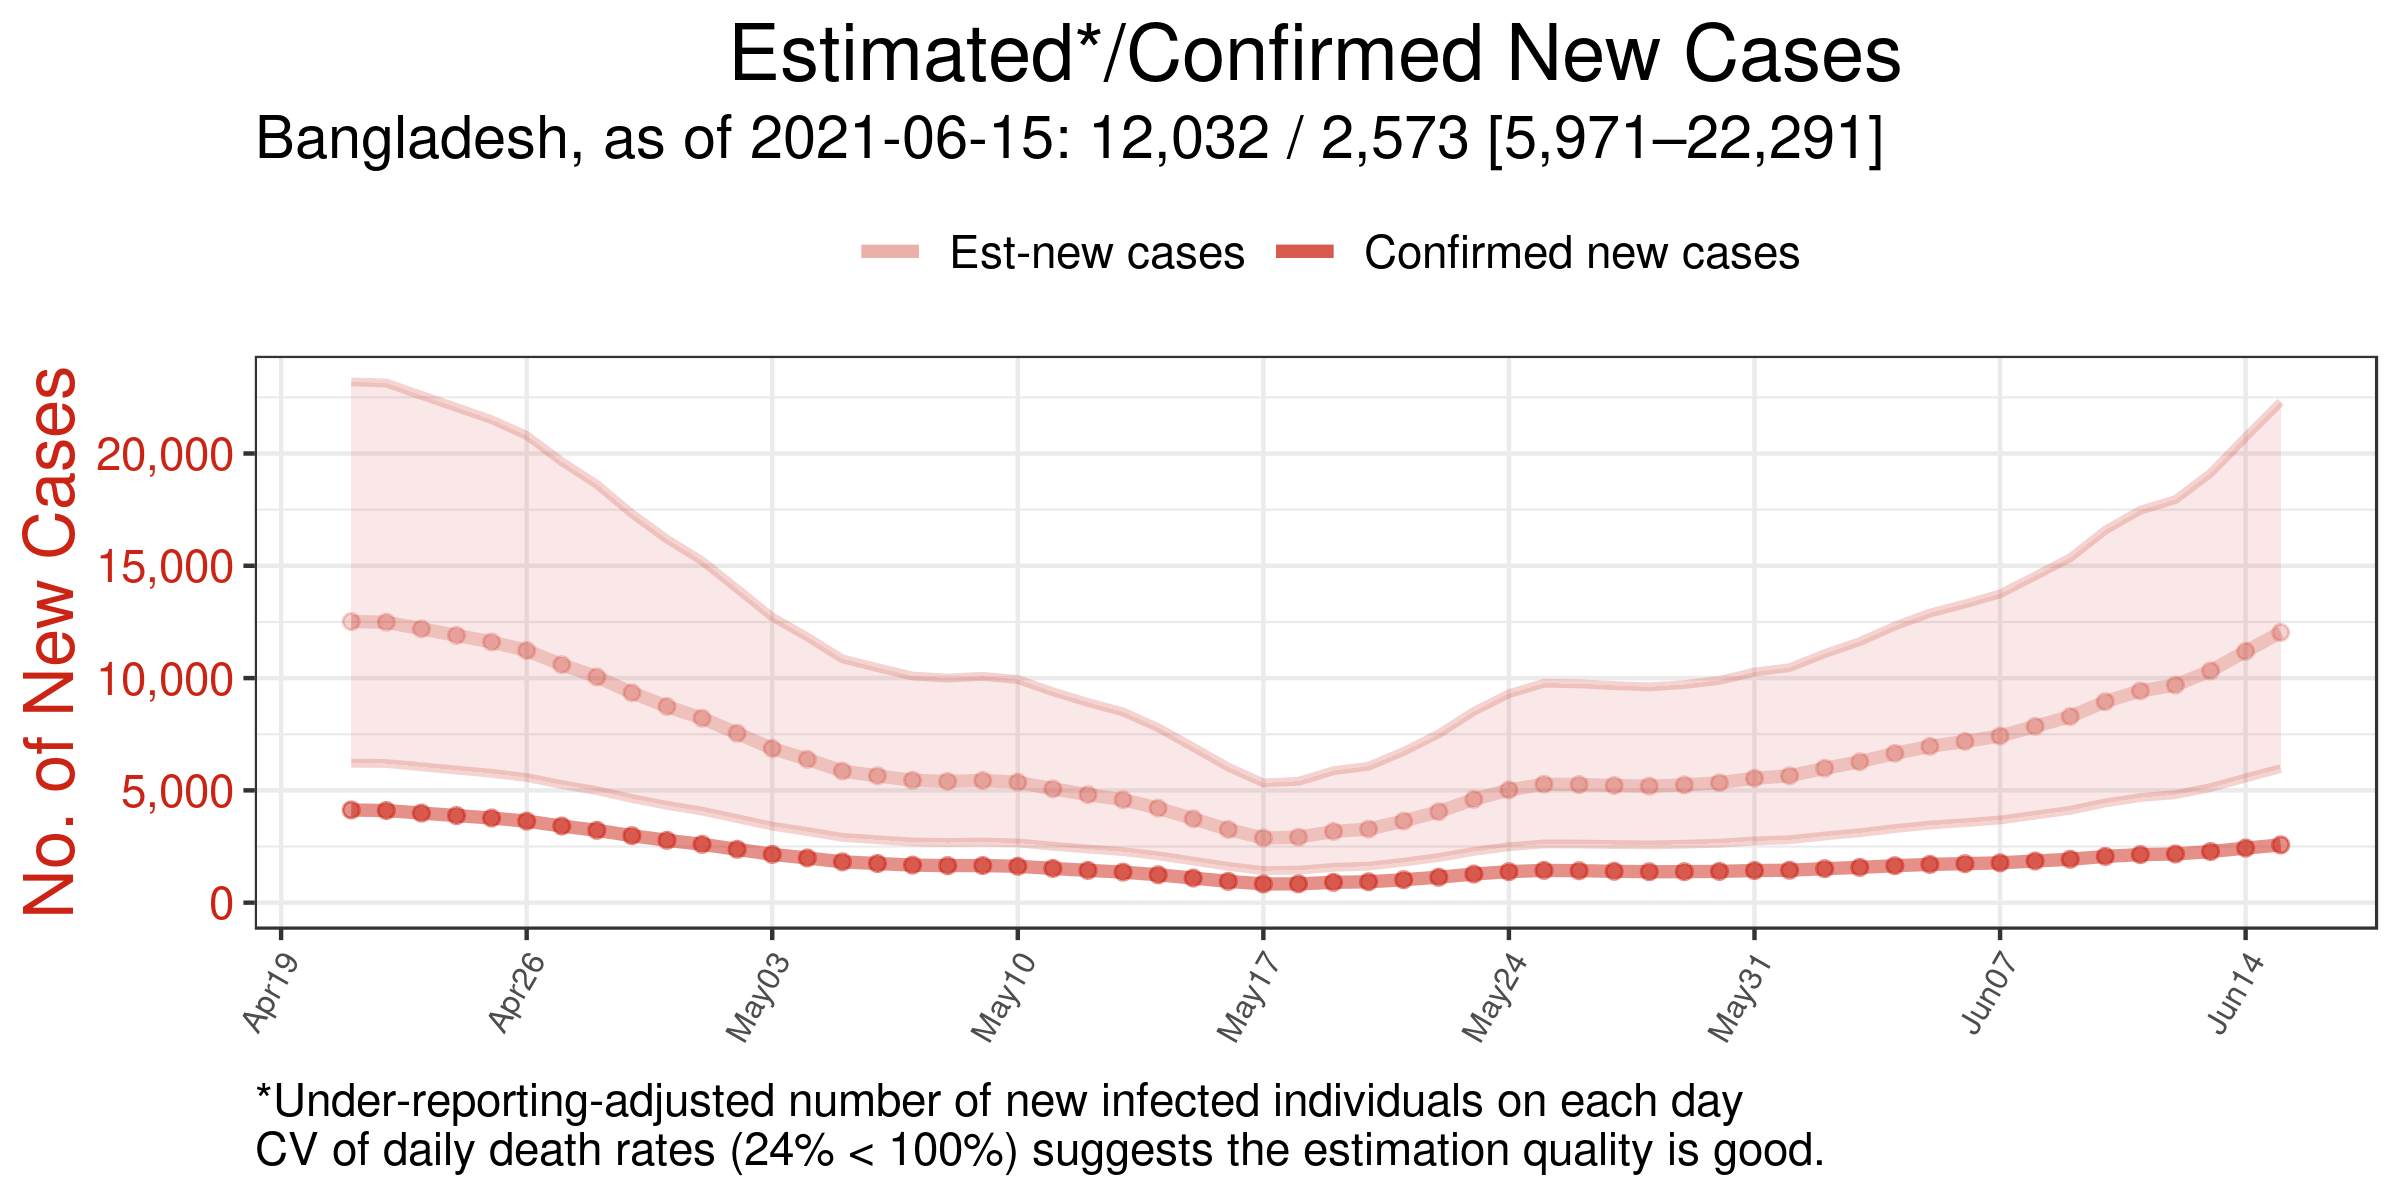 Estimated*/Confirmed New Cases
Bangladesh, as of 2021-06-15: 12,032 / 2,573 [5,971–22,291]
Est-new cases
Confirmed new cases
No. of New Cases
20,000
15,000
10,000
5,000
0
Apr19
Apr26
May03
May10
May17
May24
May31
Jun07
Jun14
*Under-reporting-adjusted number of new infected individuals on each day
CV of daily death rates (24% < 100%) suggests the estimation quality is good.